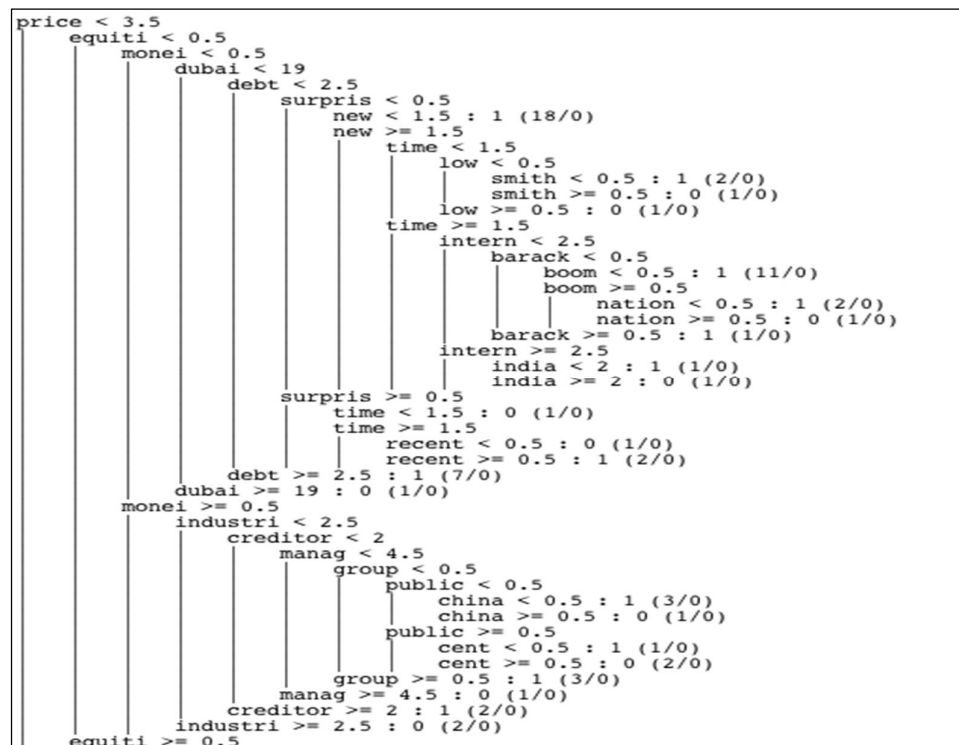 price < 3.5
equiti < 0.5
monei < 0.5
dubai < 19
debt < 2.5
surpris < 0.5
new < 1.5 : 1 (18/0)
new >= 1.5
time < 1.5
low < 0.5
smith < 0.5 : 1 (2/0)
smith >= 0.5 : 0 (1/0)
low >= 0.5 : 0 (1/0)
time >= 1.5
intern < 2.5
barack < 0.5
boom < 0.5 : 1 (11/0)
boom >= 0.5
nation < 0.5 : 1 (2/0)
nation >= 0.5 : 0 (1/0)
barack >= 0.5 : 1 (1/0)
intern >= 2.5
india < 2 : 1 (1/0)
india >= 2 : 0 (1/0)
surpris >= 0.5
time < 1.5 : 0 (1/0)
time >= 1.5
recent < 0.5 : 0 (1/0)
recent >= 0.5 : 1 (2/0)
debt >= 2.5 : 1 (7/0)
dubai >= 19 : 0 (1/0)
monei >= 0.5
industri < 2.5
creditor < 2
manag < 4.5
group < 0.5
public < 0.5
china < 0.5 : 1 (3/0)
china >= 0.5 : 0 (1/0)
public >= 0.5
cent < 0.5 : 1 (1/0)
cent >= 0.5 : 0 (2/0)
group >= 0.5 : 1 (3/0)
manag >= 4.5 : 0 (1/0)
creditor >= 2 : 1 (2/0)
industri >= 2.5 : 0 (2/0)
equiti >= 0.5